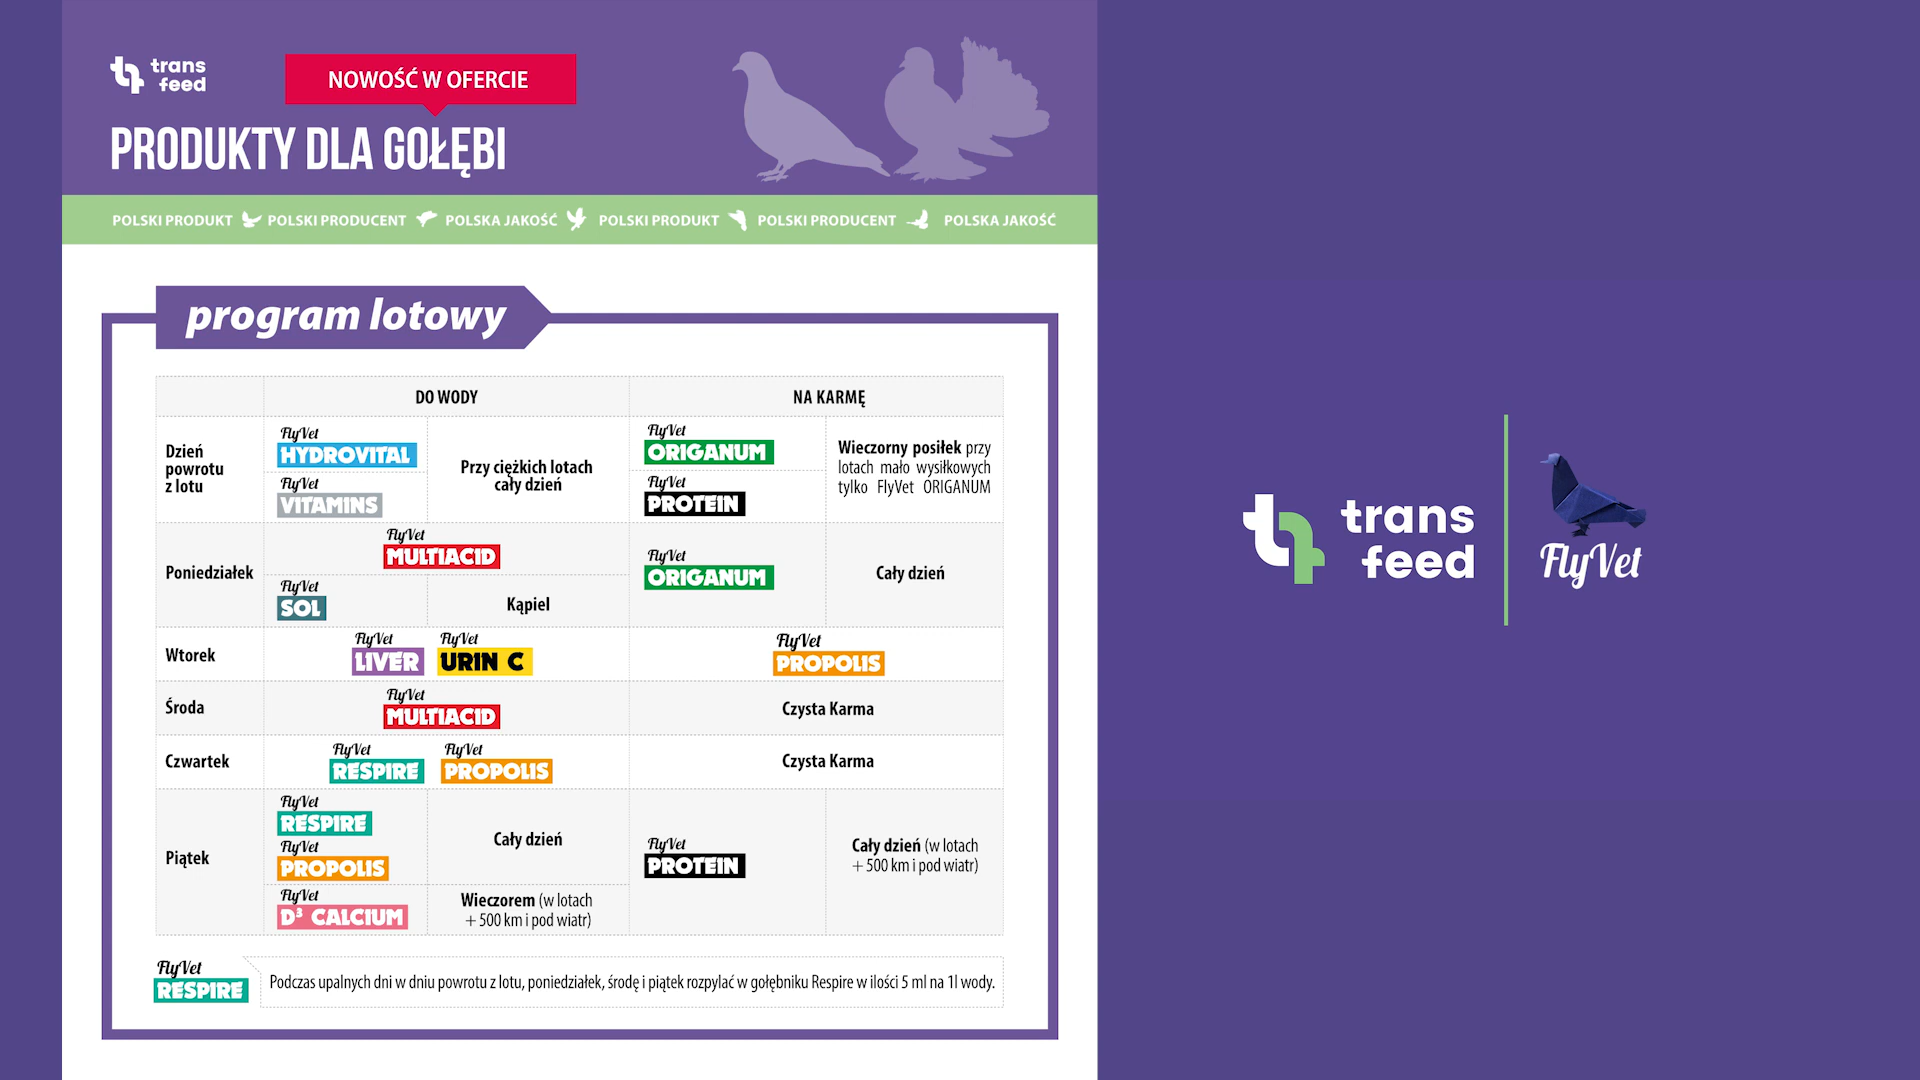 trans
feed
NOWOŚĆ W OFERCIE
PRODUKTY DLA GOŁĘBI
POLSKI PRODUKT POLSKI PRODUCENT POLSKA JAKOŚĆ POLSKI PRODUKT POLSKI PRODUCENT POLSKA JAKOŚĆ
program lotowy
DO WODY NA KARMĘ
Dzień
powrotu
z lotu
FlyVet
HYDROVITAL
FlyVet
VITAMINS
Przy ciężkich lotach
cały dzień
FlyVet
ORIGANUM
FlyVet
PROTEIN
Wieczorny posiłek przy
lotach mało wysiłkowych
tylko FlyVet ORIGANUM
Poniedziałek
FlyVet
MULTIACID
FlyVet
SOL
Kąpiel
FlyVet
ORIGANUM
Cały dzień
Wtorek
FlyVet
LIVER
FlyVet
URIN C
FlyVet
PROPOLIS
Środa
FlyVet
MULTIACID
Czysta Karma
Czwartek
FlyVet
RESPIRE
FlyVet
PROPOLIS
Czysta Karma
Piątek
FlyVet
RESPIRE
FlyVet
PROPOLIS
Cały dzień
FlyVet
D³ CALCIUM
Wieczorem (w lotach
+ 500 km i pod wiatr)
FlyVet
PROTEIN
Cały dzień (w lotach
+ 500 km i pod wiatr)
FlyVet
RESPIRE
Podczas upalnych dni w dniu powrotu z lotu, poniedziałek, środę i piątek rozpylać w gołębniku Respire w ilości 5 ml na 1l wody.
trans
feed
FlyVet